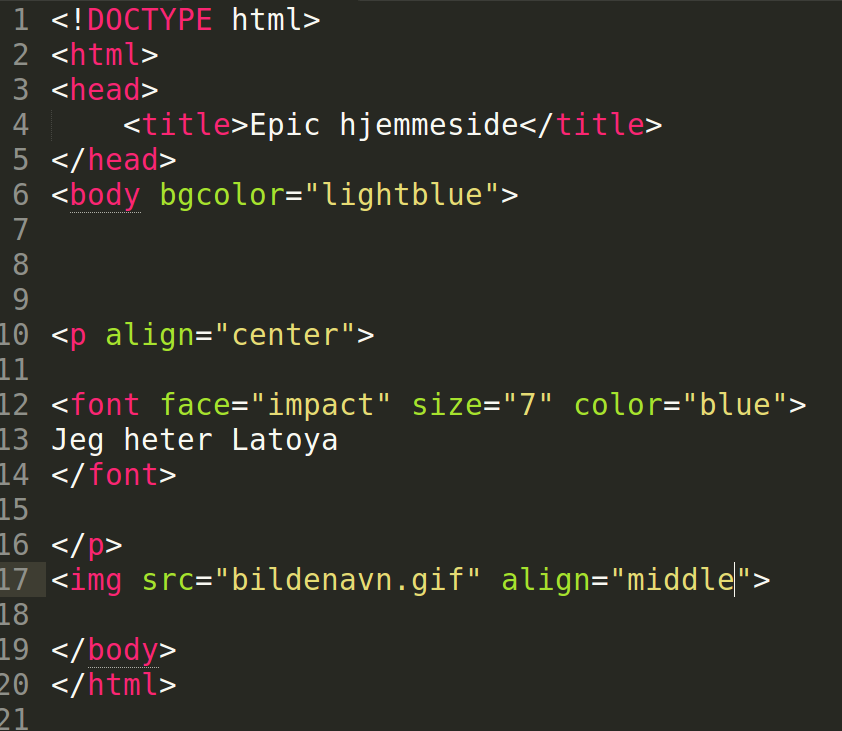 1 <!DOCTYPE html>
2 <html>
3 <head>
4     <title>Epic hjemmeside</title>
5 </head>
6 <body bgcolor="lightblue">
7
8
9
10 <p align="center">
11
12 <font face="impact" size="7" color="blue">
13 Jeg heter Latoya
14 </font>
15
16 </p>
17 <img src="bildenavn.gif" align="middle">
18
19 </body>
20 </html>
21